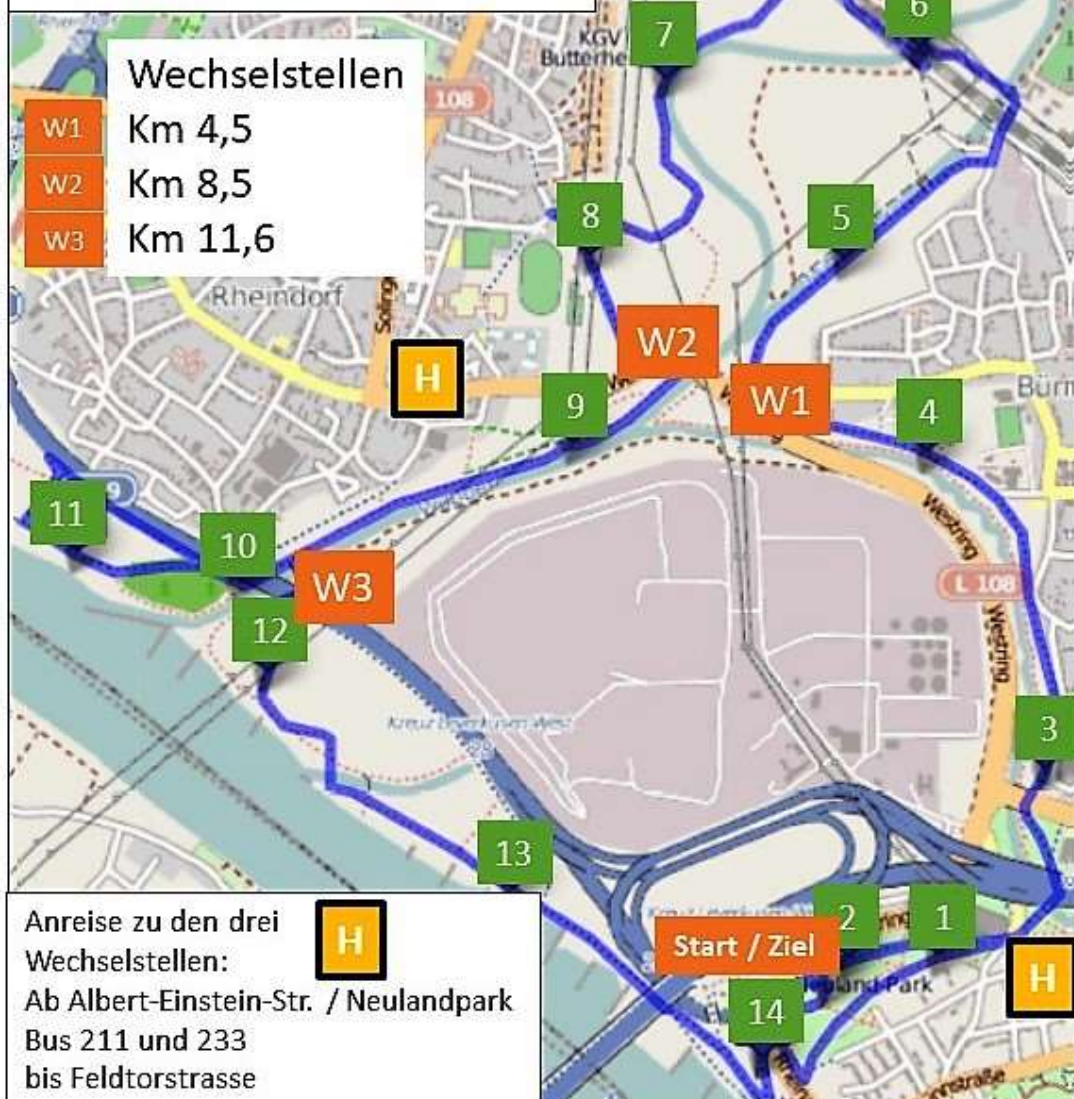 6
7
KGV
Wechselstellen
108
W1 Km 4,5
W2 Km 8,5
W3 Km 11,6
8
5
Rheindorf
W2
H
W1
9
4
9
11
Westring
10
W3
L 108
12
Westring
3
Kreuz Leverkusen-West
13
Anreise zu den drei
H
Wechselstellen:
Ab Albert-Einstein-Str. / Neulandpark
Bus 211 und 233
bis Feldtorstrasse
2
1
Start / Ziel
H
Neuland-Park
14